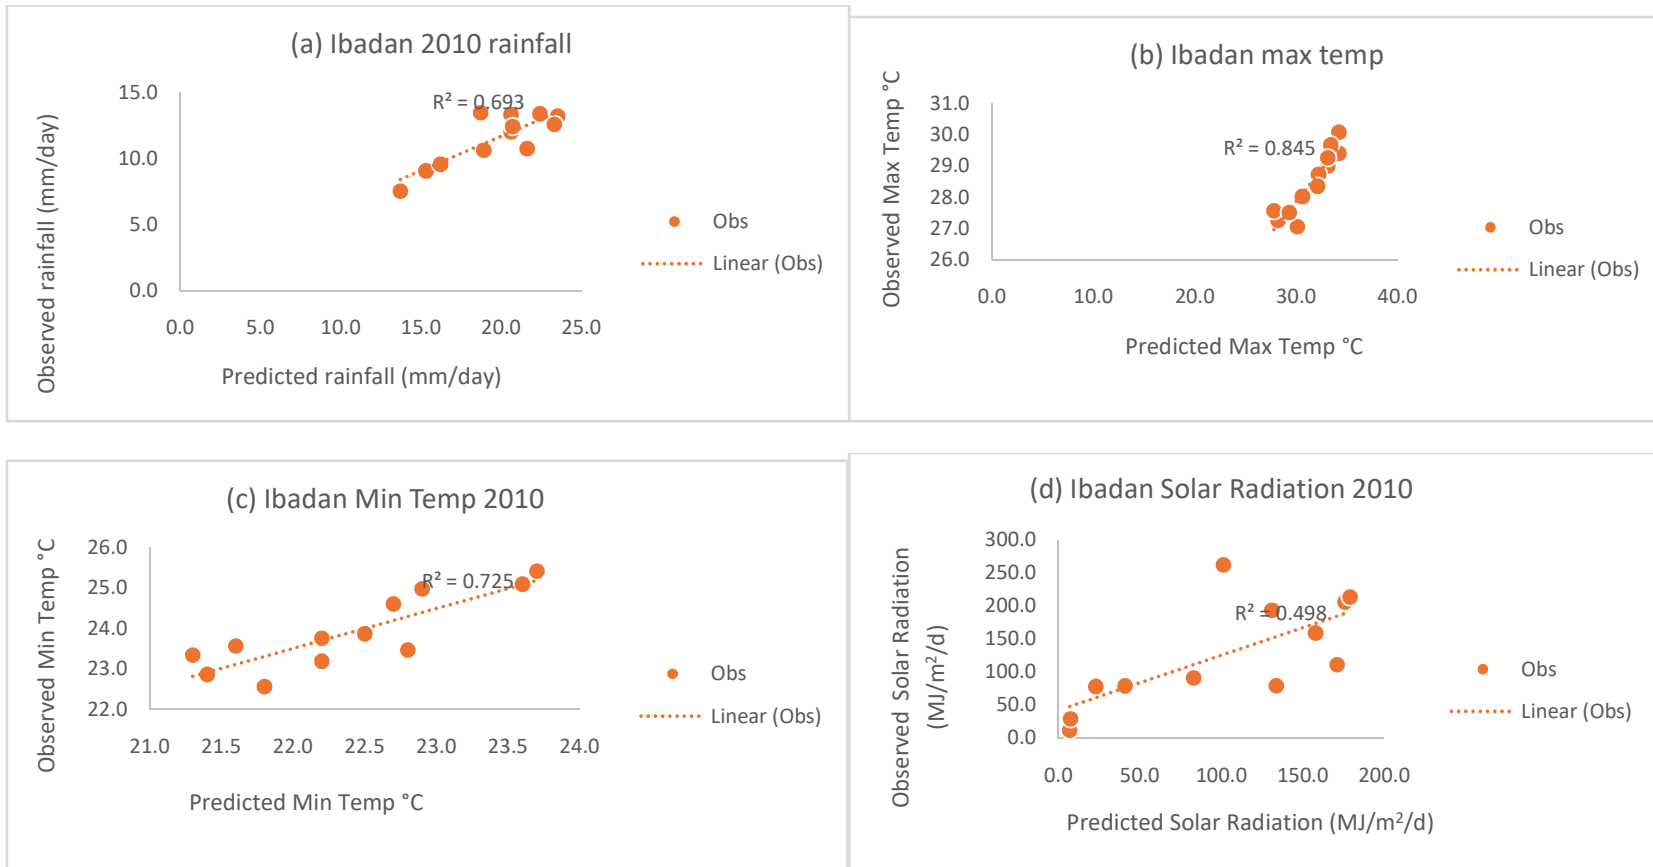 (a) Ibadan 2010 rainfall
Observed rainfall (mm/day)
15.0
10.0
5.0
0.0
R² = 0.693
0.0 5.0 10.0 15.0 20.0 25.0
Predicted rainfall (mm/day)
Obs
Linear (Obs)
(b) Ibadan max temp
Observed Max Temp °C
31.0
30.0
29.0
28.0
27.0
26.0
R² = 0.845
0.0 10.0 20.0 30.0 40.0
Predicted Max Temp °C
Obs
Linear (Obs)
(c) Ibadan Min Temp 2010
Observed Min Temp °C
26.0
25.0
24.0
23.0
22.0
R² = 0.725
21.0 21.5 22.0 22.5 23.0 23.5 24.0
Predicted Min Temp °C
Obs
Linear (Obs)
(d) Ibadan Solar Radiation 2010
Observed Solar Radiation
(MJ/m²/d)
300.0
250.0
200.0
150.0
100.0
50.0
0.0
R² = 0.498
0.0 50.0 100.0 150.0 200.0
Predicted Solar Radiation (MJ/m²/d)
Obs
Linear (Obs)